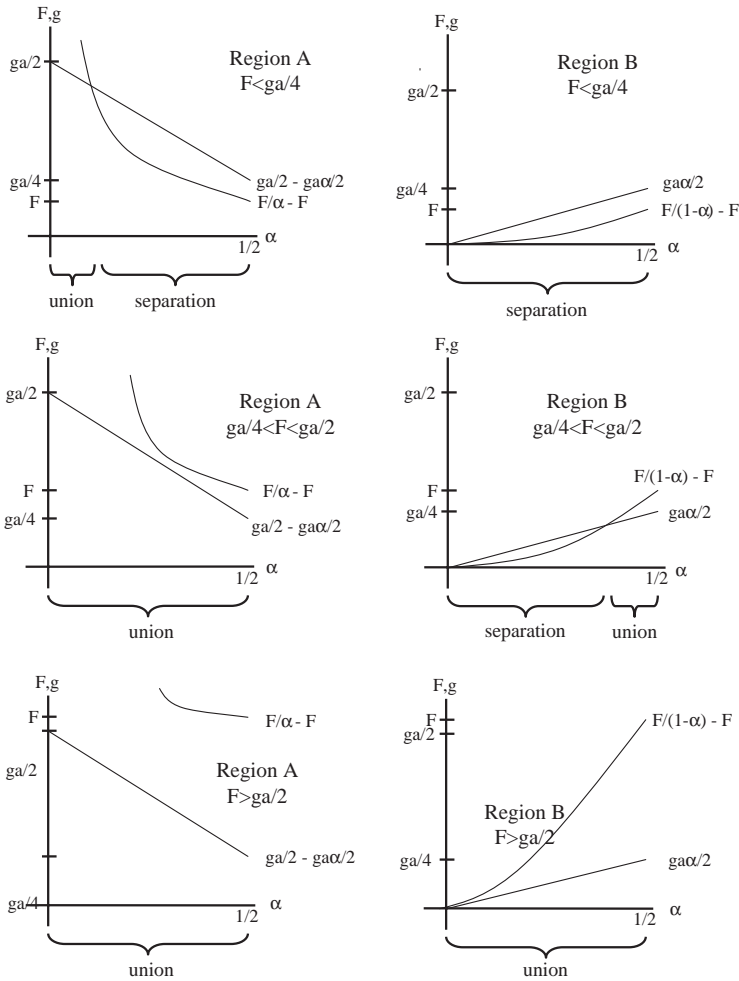 F,g
Region A
F<ga/4
ga/2
ga/4
F
ga/2 - gaα/2
F/α - F
1/2
α
union
separation
F,g
Region B
F<ga/4
ga/2
ga/4
F
gaα/2
F/(1-α) - F
1/2
α
separation
F,g
Region A
ga/4<F<ga/2
ga/2
F
ga/4
F/α - F
ga/2 - gaα/2
1/2
α
union
F,g
Region B
ga/4<F<ga/2
ga/2
F
ga/4
F/(1-α) - F
gaα/2
1/2
α
separation
union
F,g
F
ga/2
ga/4
F/α - F
Region A
F>ga/2
ga/2 - gaα/2
1/2
α
union
F,g
F
ga/2
ga/4
F/(1-α) - F
Region B
F>ga/2
gaα/2
1/2
α
union